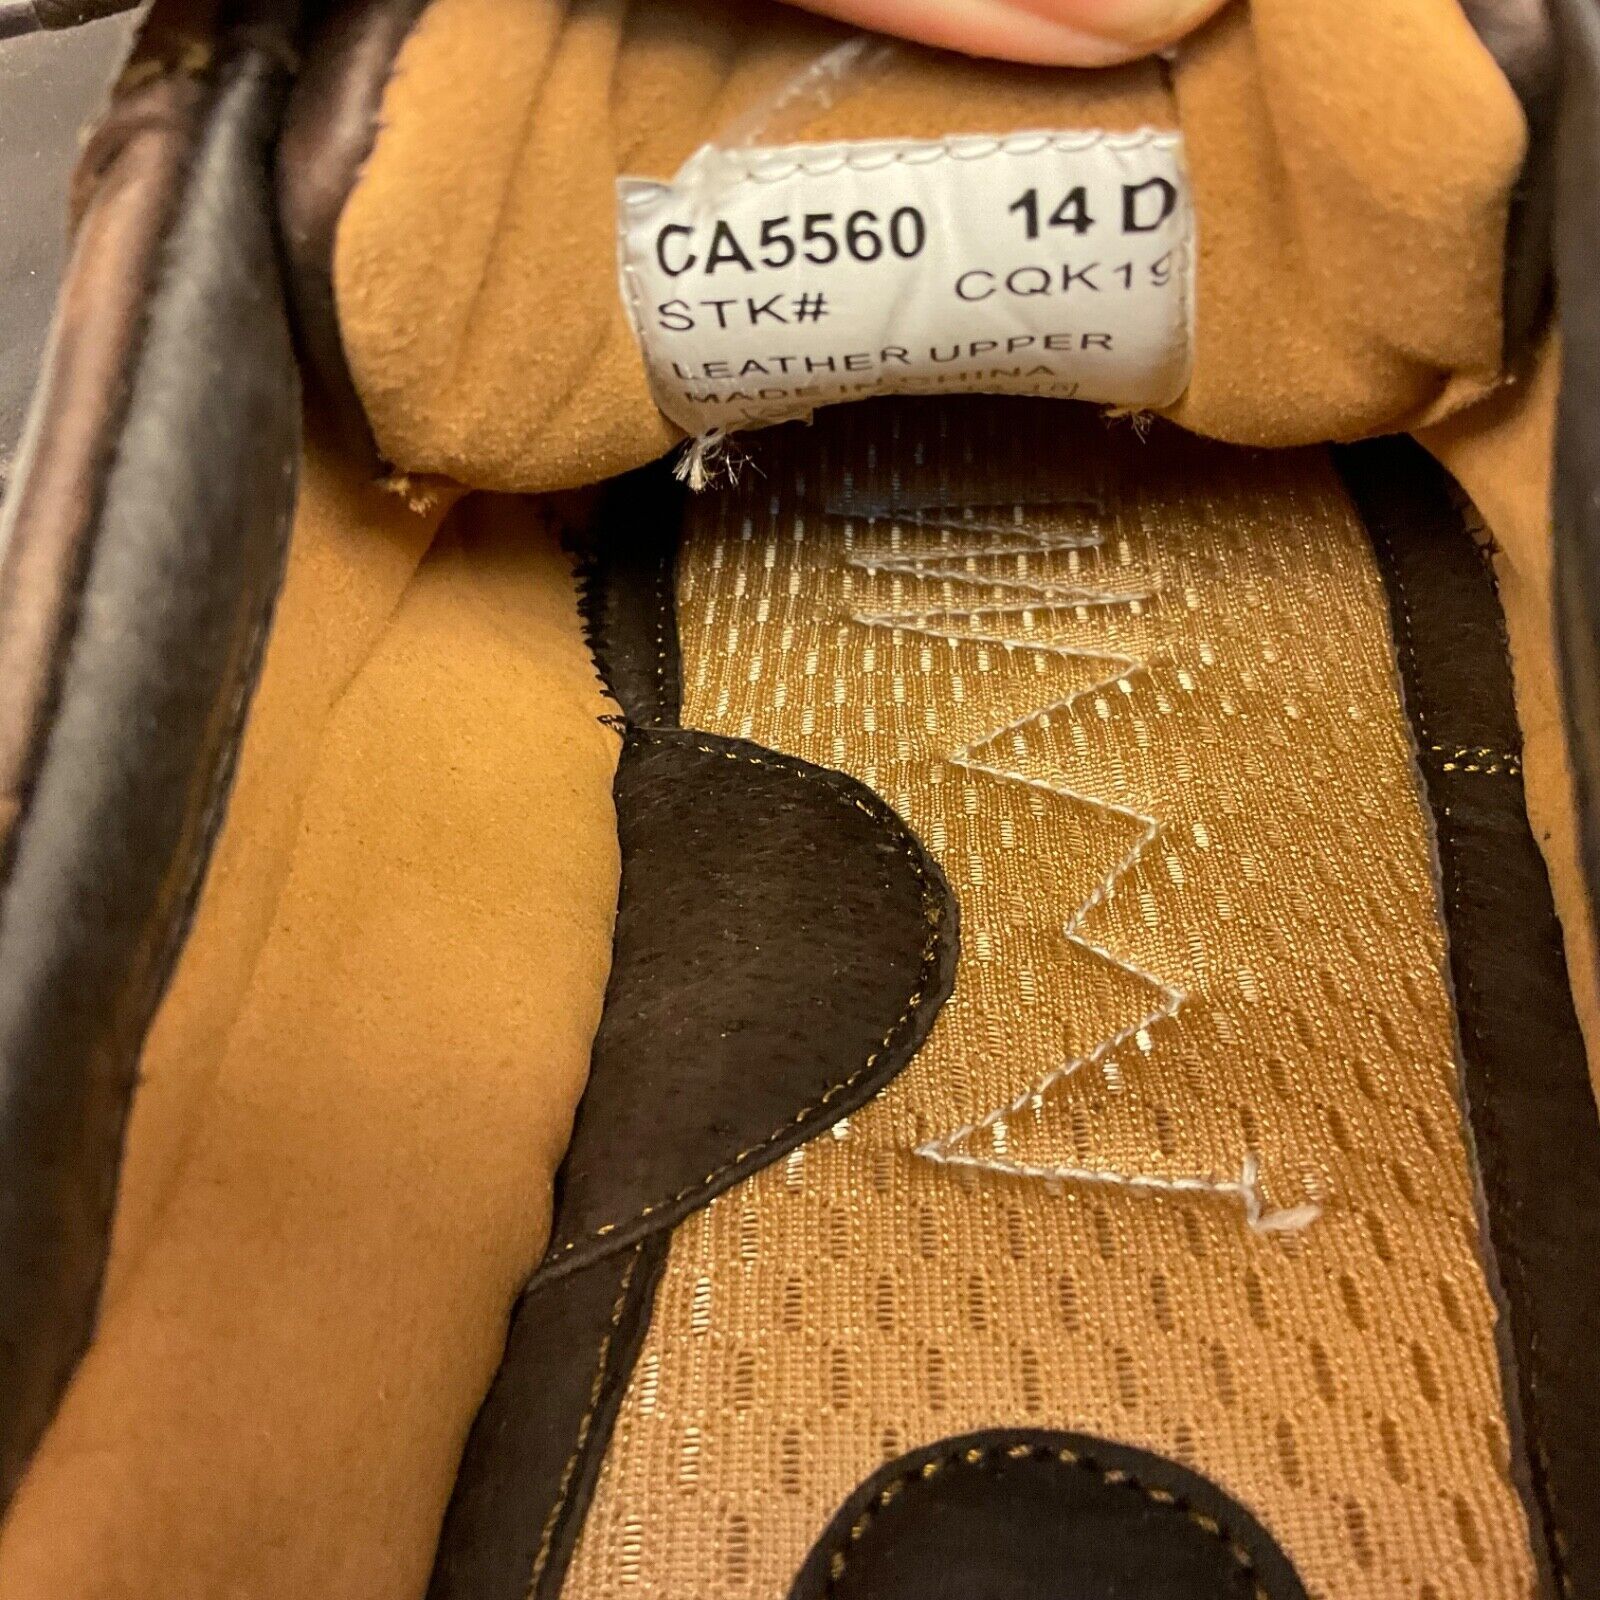 CA5560 14 D
STK# CQK19
LEATHER UPPER
MADE IN CHINA